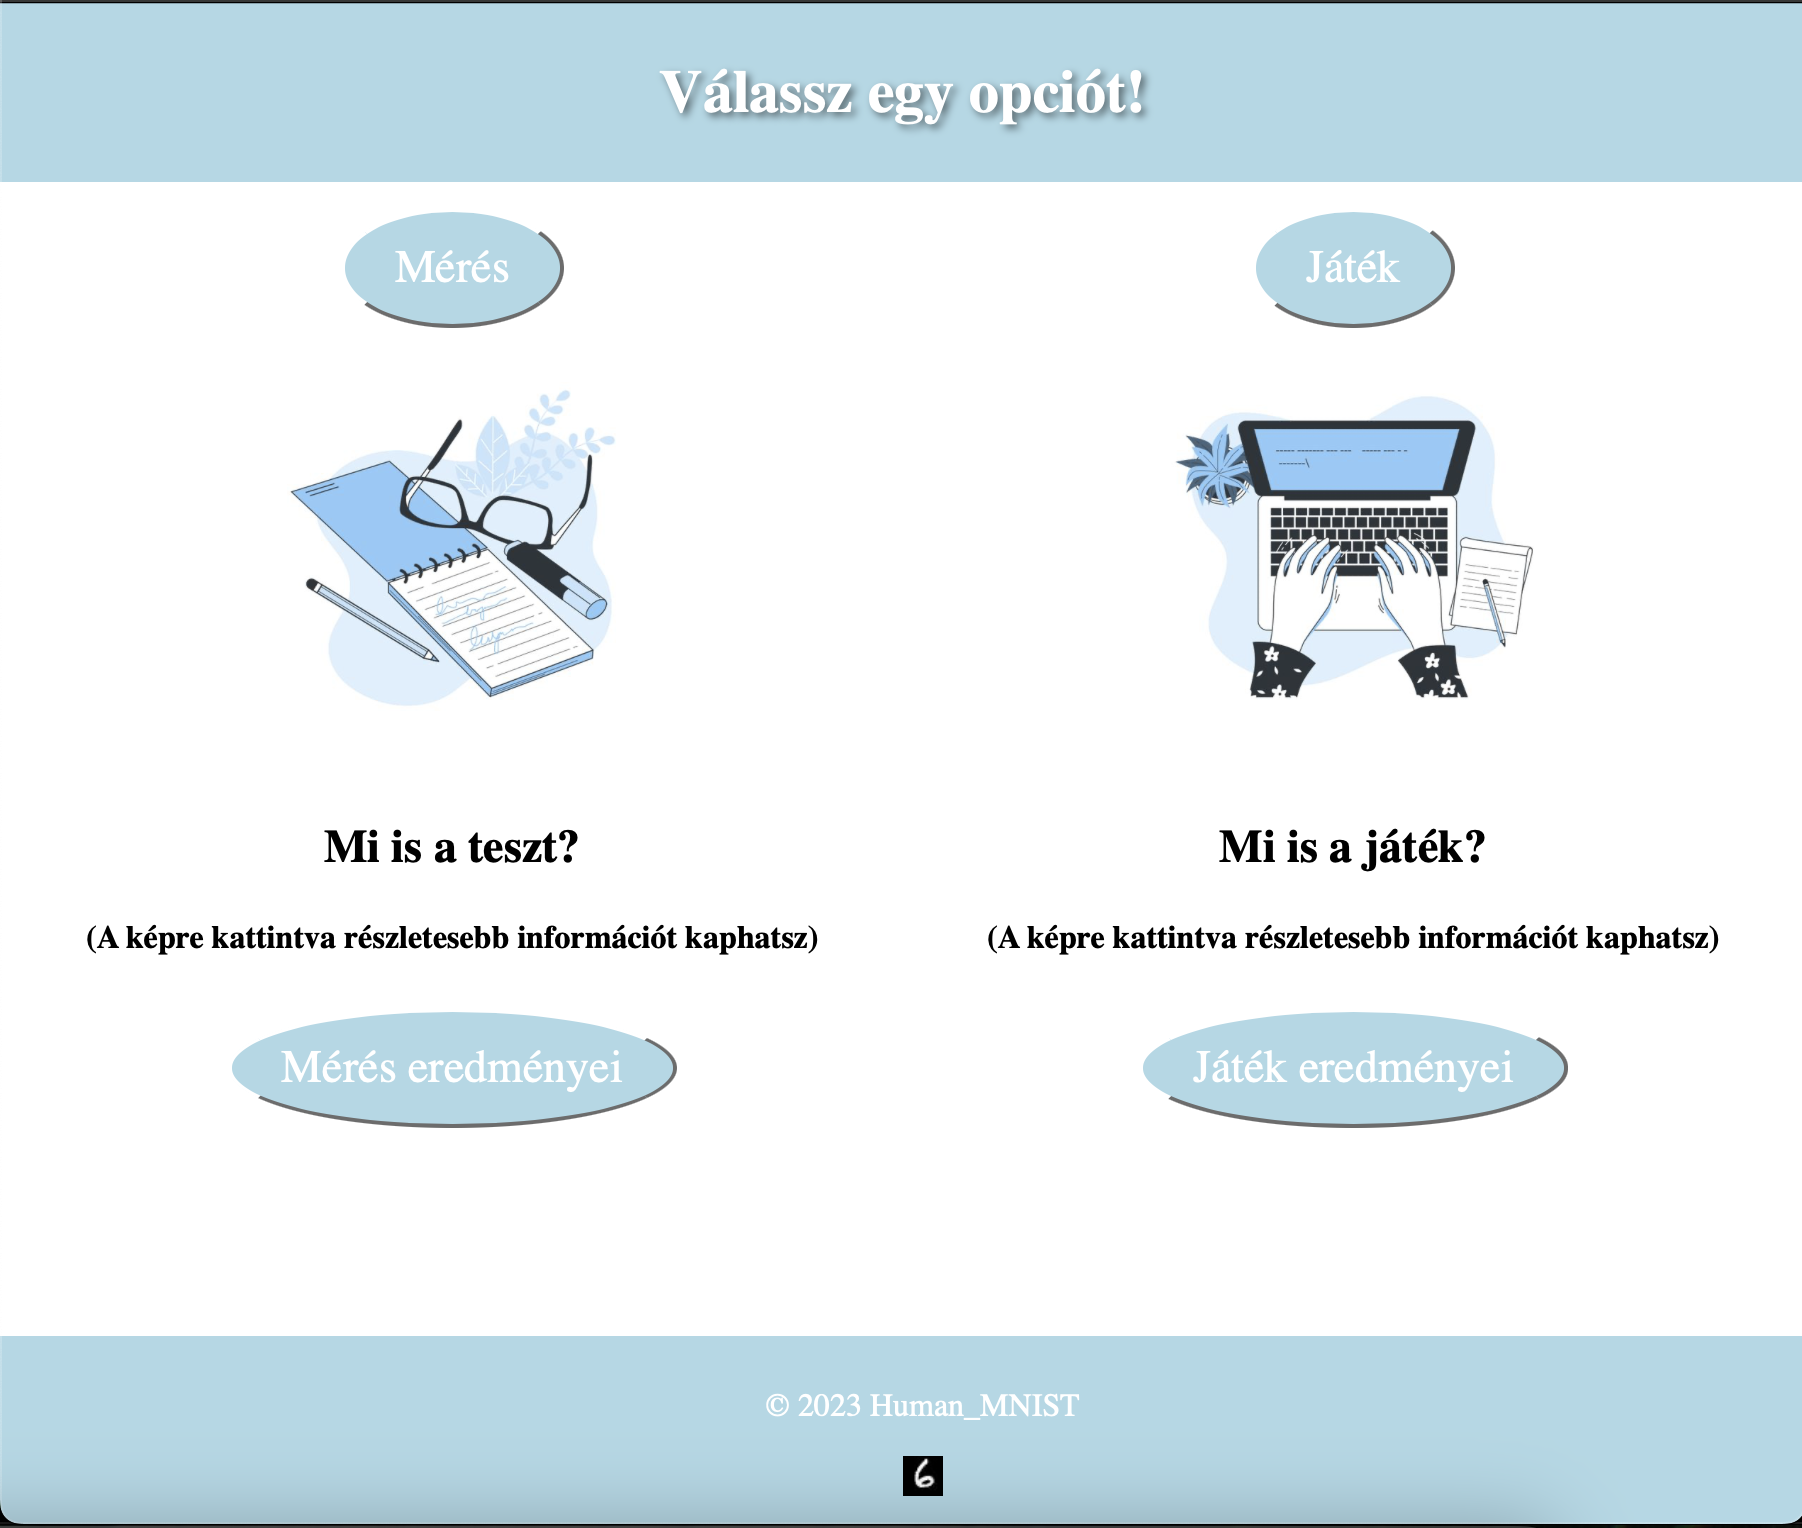 Válassz egy opciót!
Mérés
Játék
Mi is a teszt?
Mi is a játék?
(A képre kattintva részletesebb információt kaphatsz)
(A képre kattintva részletesebb információt kaphatsz)
Mérés eredményei
Játék eredményei
© 2023 Human_MNIST
6